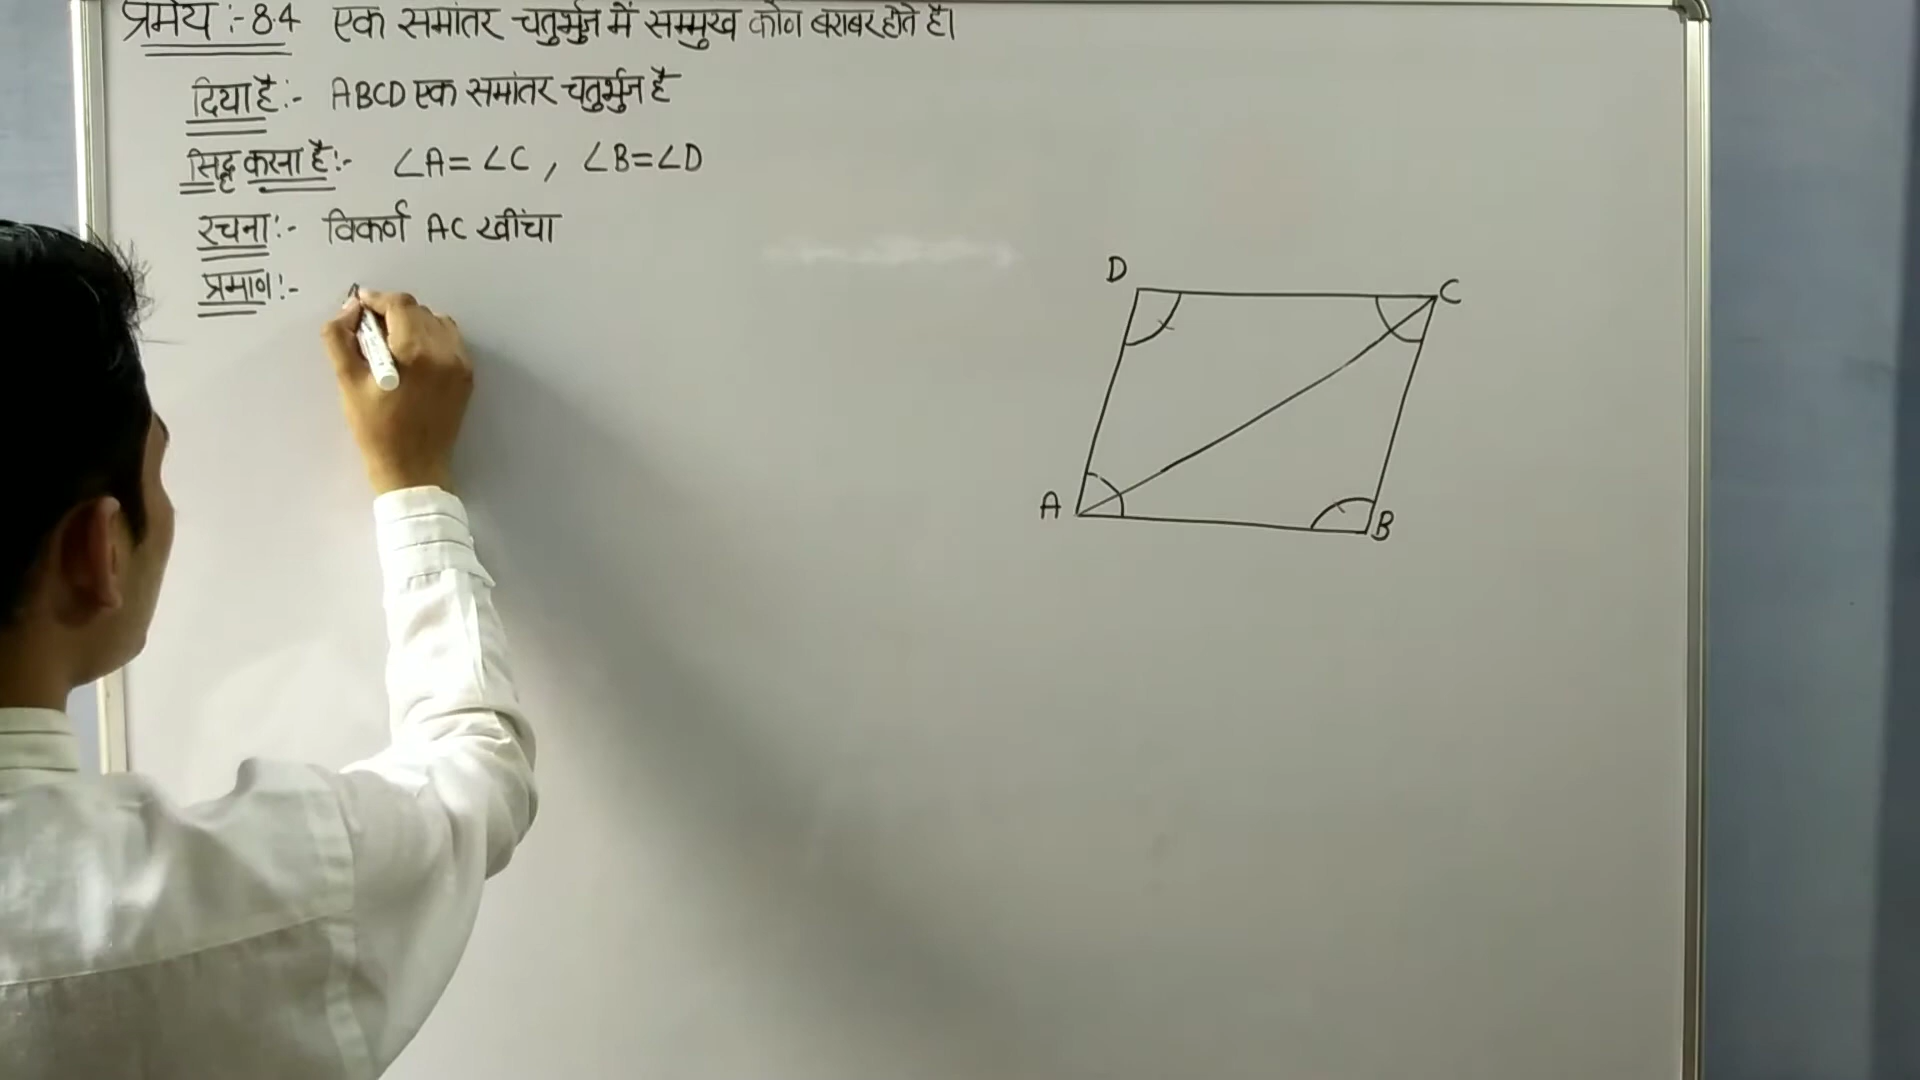 प्रमेय :- 8.4 एक समांतर चतुर्भुज में सम्मुख कोण बराबर होते है।
दिया है :- ABCD एक समांतर चतुर्भुज है
सिद्ध करना है :- ∠A = ∠C , ∠B = ∠D
रचना :- विकर्ण AC खींचा
प्रमाण :-
D
C
A
B